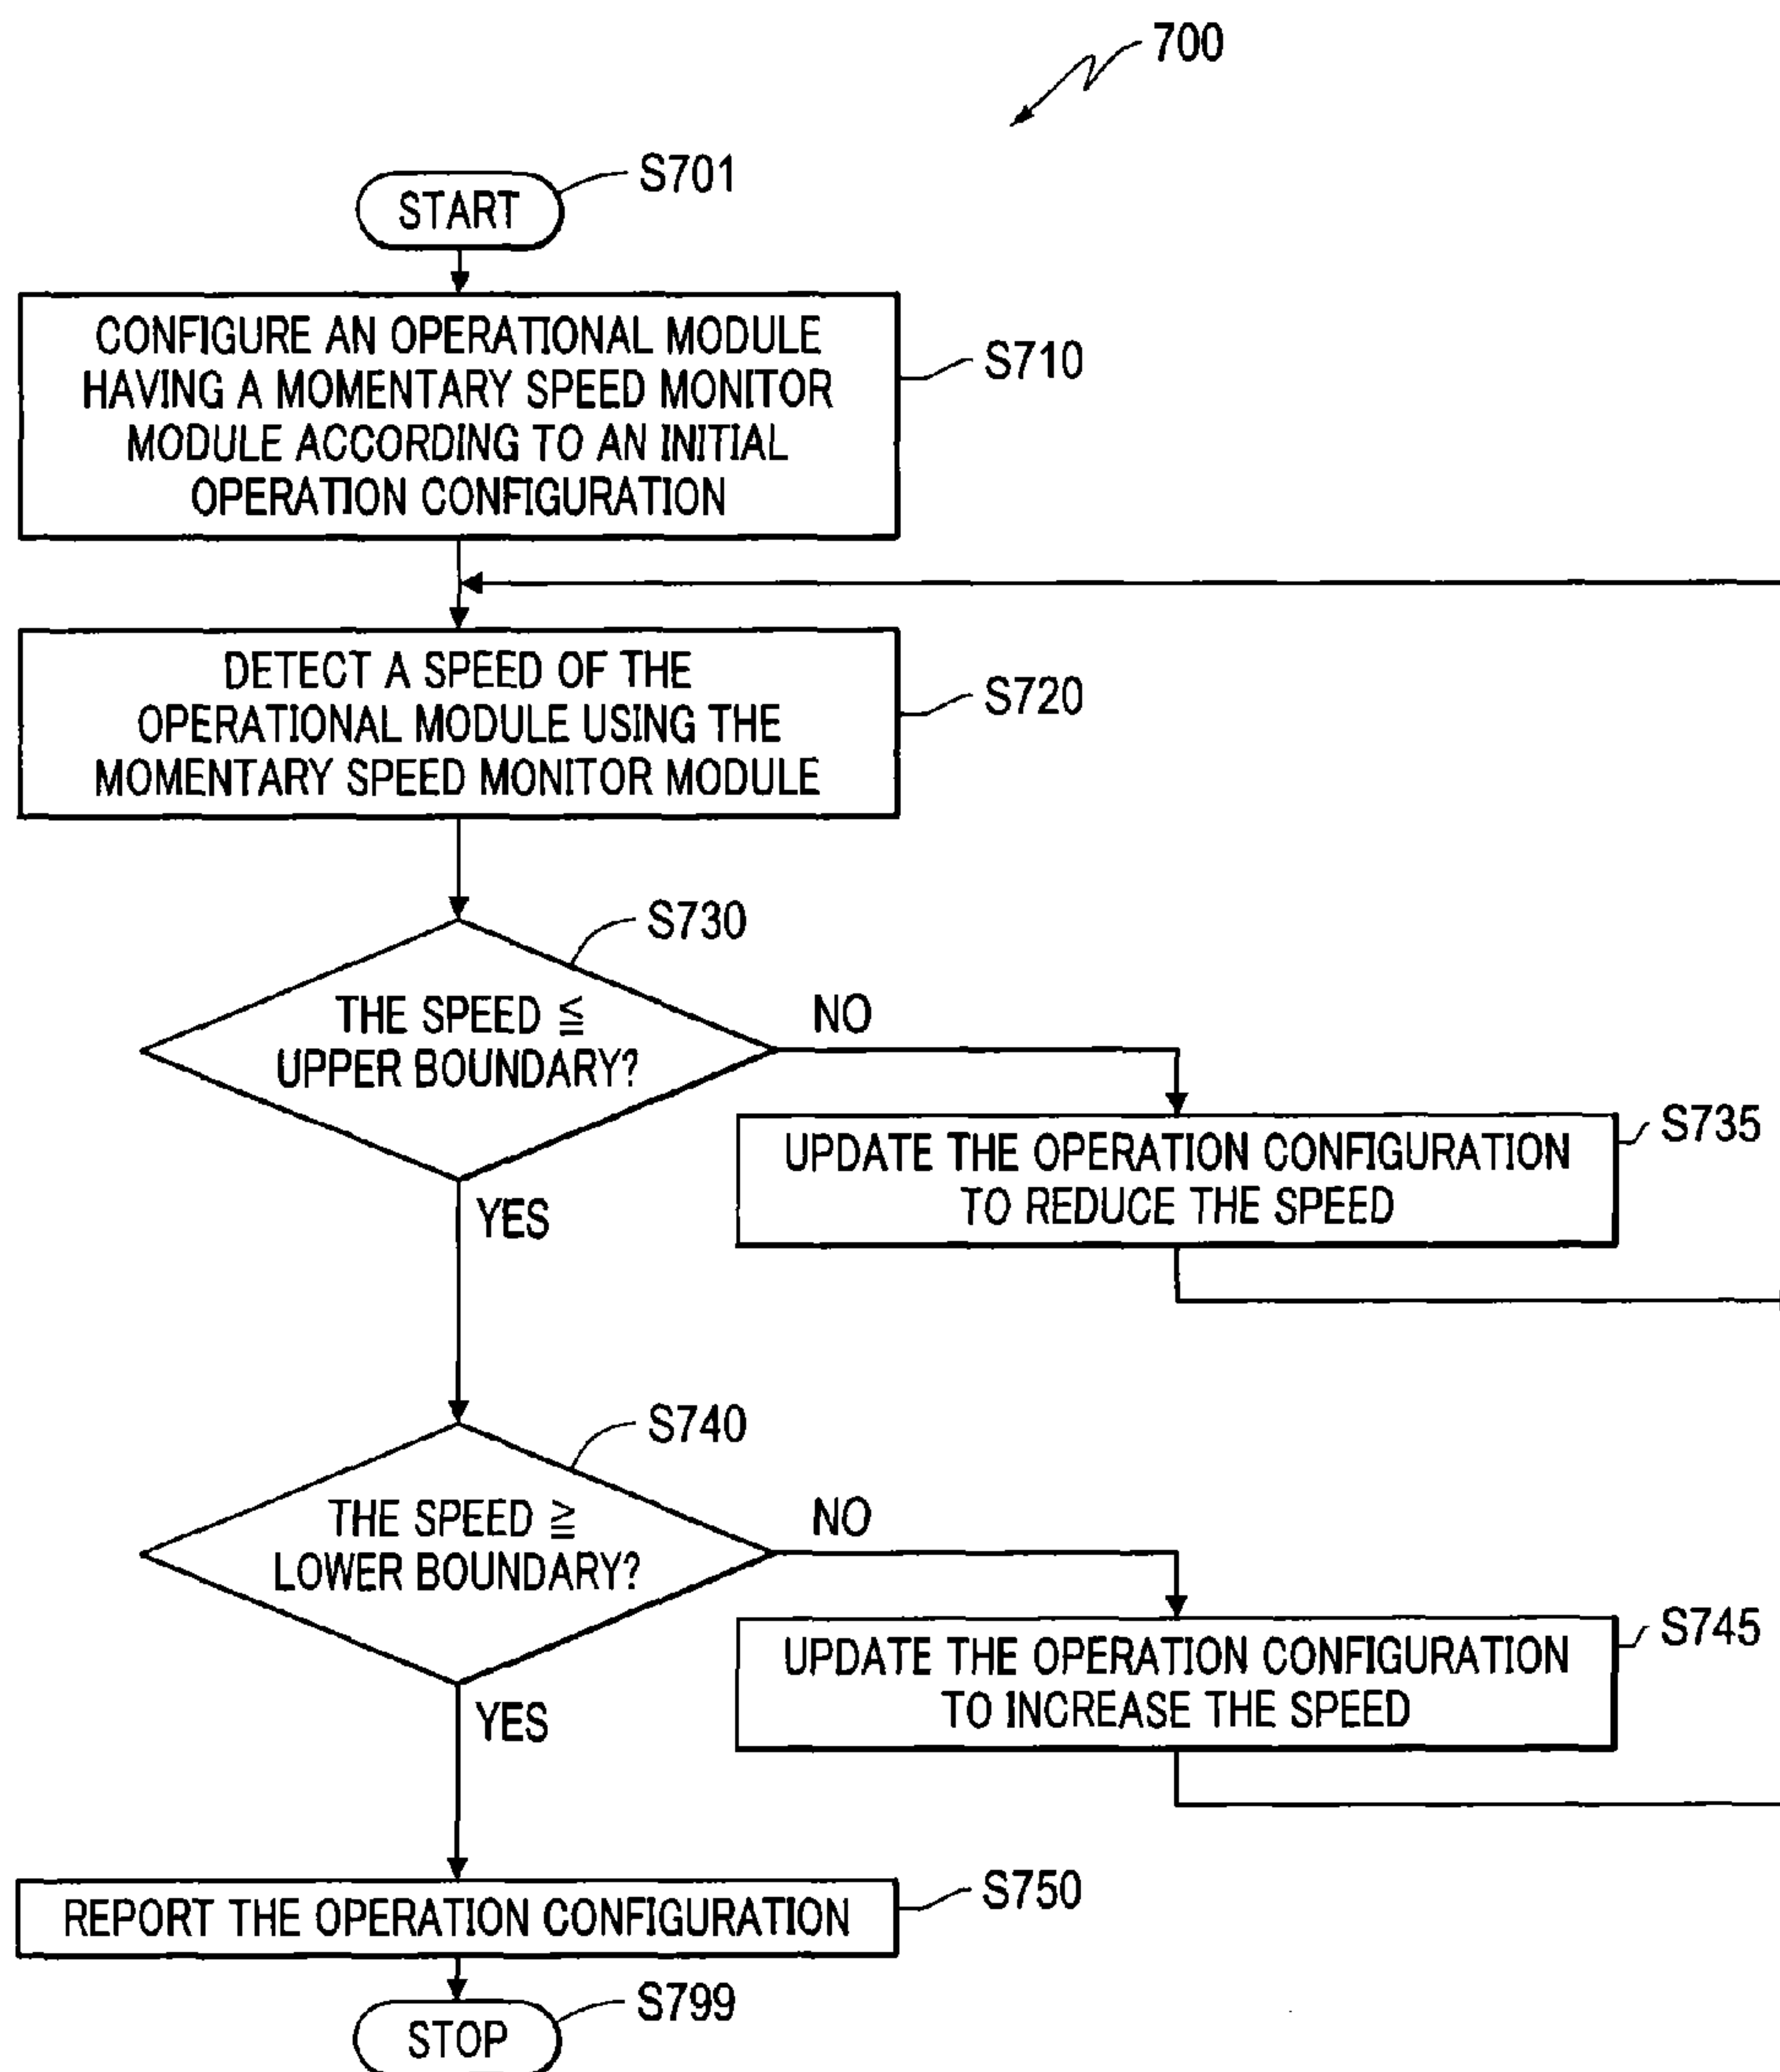 700
S701
START
CONFIGURE AN OPERATIONAL MODULE
HAVING A MOMENTARY SPEED MONITOR
MODULE ACCORDING TO AN INITIAL
OPERATION CONFIGURATION
S710
DETECT A SPEED OF THE
OPERATIONAL MODULE USING THE
MOMENTARY SPEED MONITOR MODULE
S720
S730
THE SPEED ≦
UPPER BOUNDARY?
NO
YES
UPDATE THE OPERATION CONFIGURATION
TO REDUCE THE SPEED
S735
S740
THE SPEED ≧
LOWER BOUNDARY?
NO
YES
UPDATE THE OPERATION CONFIGURATION
TO INCREASE THE SPEED
S745
REPORT THE OPERATION CONFIGURATION
S750
S799
STOP